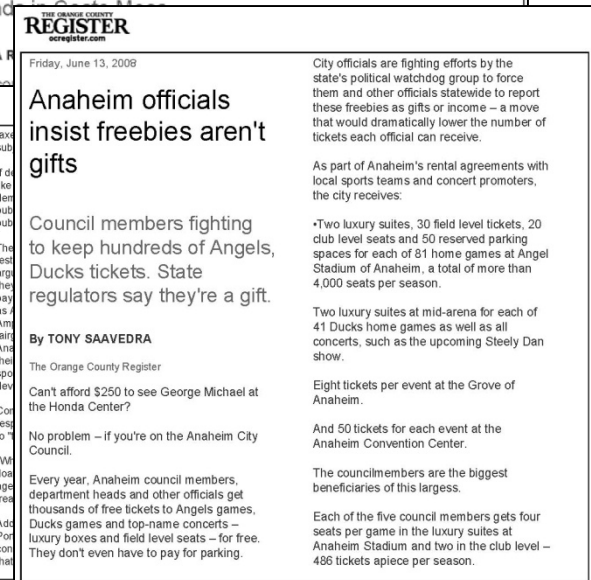 ds in Costa Mesa
THE ORANGE COUNTY
REGISTER
ocregister.com
Friday, June 13, 2008
Anaheim officials
insist freebies aren't
gifts
Council members fighting
to keep hundreds of Angels,
Ducks tickets. State
regulators say they're a gift.
By TONY SAAVEDRA
The Orange County Register
Can't afford $250 to see George Michael at
the Honda Center?
No problem – if you're on the Anaheim City
Council.
Every year, Anaheim council members,
department heads and other officials get
thousands of free tickets to Angels games,
Ducks games and top-name concerts –
luxury boxes and field level seats – for free.
They don't even have to pay for parking.
City officials are fighting efforts by the
state's political watchdog group to force
them and other officials statewide to report
these freebies as gifts or income – a move
that would dramatically lower the number of
tickets each official can receive.
As part of Anaheim's rental agreements with
local sports teams and concert promoters,
the city receives:
•Two luxury suites, 30 field level tickets, 20
club level seats and 50 reserved parking
spaces for each of 81 home games at Angel
Stadium of Anaheim, a total of more than
4,000 seats per season.
Two luxury suites at mid-arena for each of
41 Ducks home games as well as all
concerts, such as the upcoming Steely Dan
show.
Eight tickets per event at the Grove of
Anaheim.
And 50 tickets for each event at the
Anaheim Convention Center.
The councilmembers are the biggest
beneficiaries of this largess.
Each of the five council members gets four
seats per game in the luxury suites at
Anaheim Stadium and two in the club level –
486 tickets apiece per season.